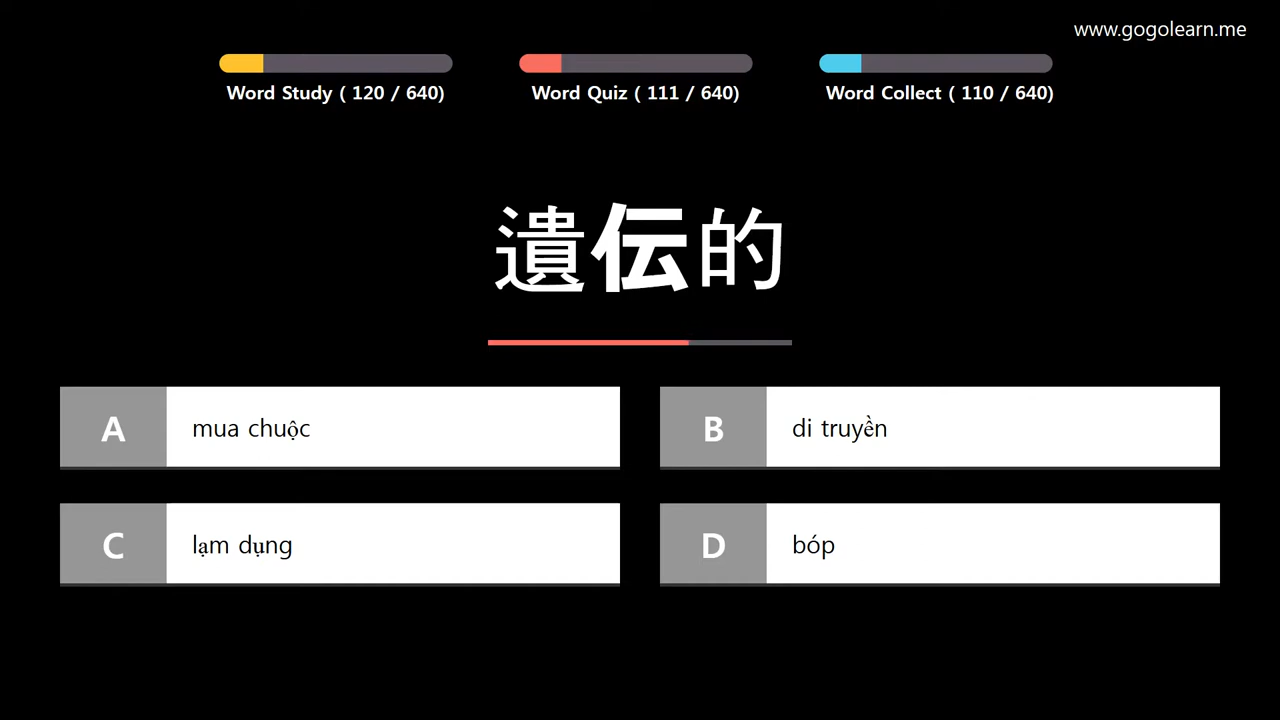 www.gogolearn.me
Word Study ( 120 / 640)
Word Quiz ( 111 / 640)
Word Collect ( 110 / 640)
遺伝的
A mua chuộc
B di truyền
C lạm dụng
D bóp